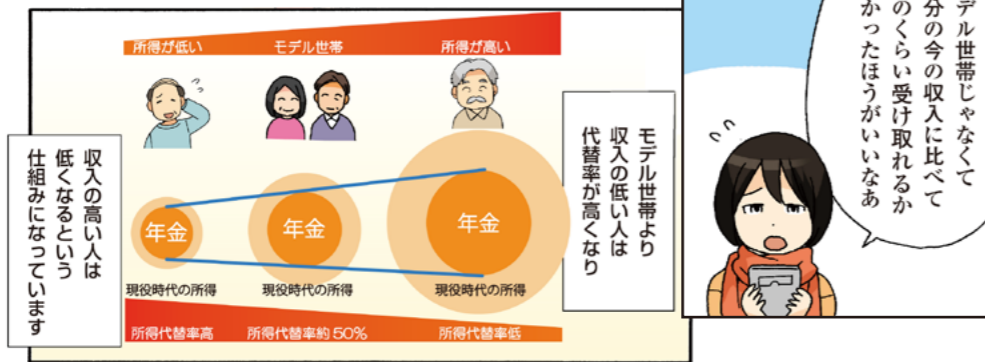 デル世帯じゃなくて
分の今の収入に比べて
のくらい受け取れるか
かったほうがいいなあ
所得が低い
モデル世帯
所得が高い
モデル世帯より
収入の低い人は
代替率が高くなり
年金
年金
年金
現役時代の所得
現役時代の所得
現役時代の所得
所得代替率高
所得代替率約50%
所得代替率低
収入の高い人は
低くなるという
仕組みになっています